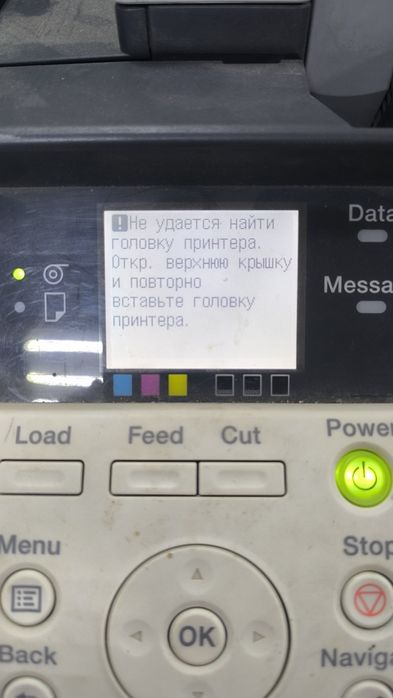 Data
!Не удается найти
головку принтера.
Откр. верхнюю крышку
и повторно
вставьте головку
принтера.
Messa
/Load
Feed
Cut
Power
Menu
Stop
OK
Back
Naviga